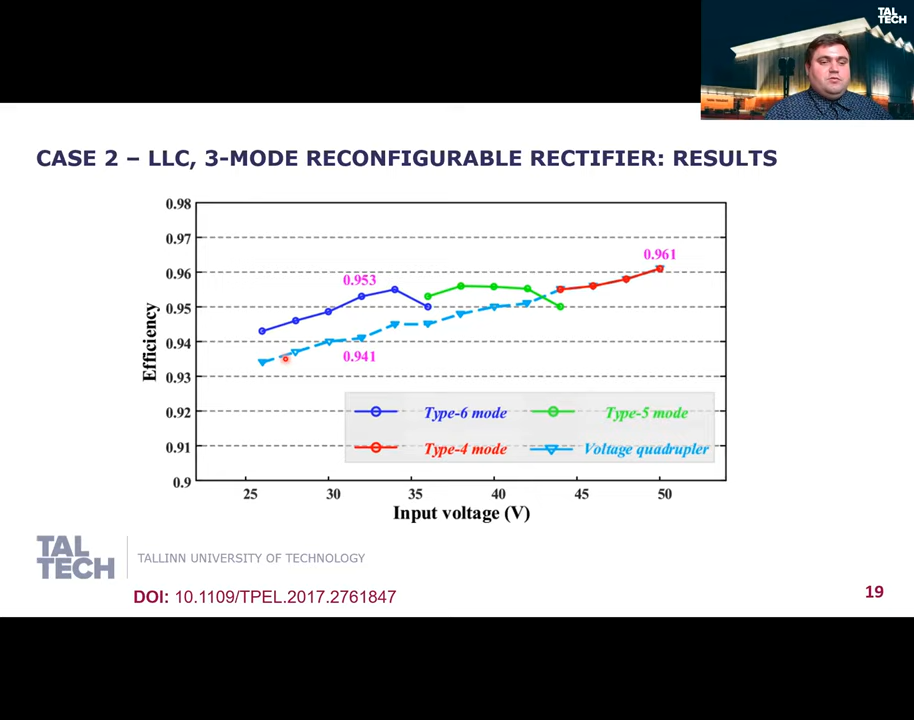 TAL
TECH
CASE 2 – LLC, 3-MODE RECONFIGURABLE RECTIFIER: RESULTS
0.98
0.97
0.96
0.95
0.94
0.93
0.92
0.91
0.9
Efficiency
0.953
0.961
0.941
Type-6 mode
Type-5 mode
Type-4 mode
Voltage quadrupler
25
30
35
40
45
50
Input voltage (V)
TAL
TECH
TALLINN UNIVERSITY OF TECHNOLOGY
DOI: 10.1109/TPEL.2017.2761847
19